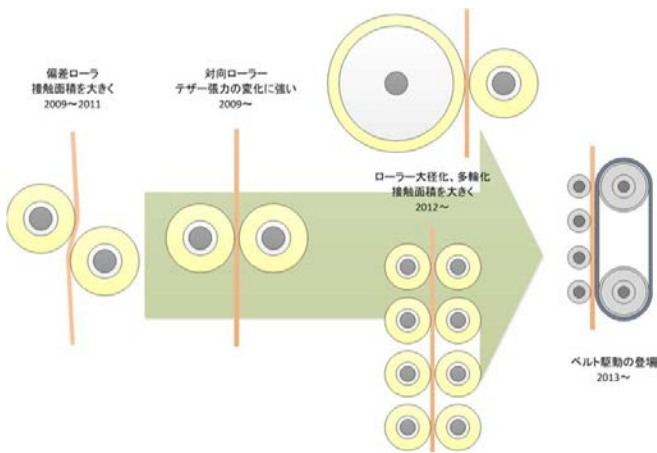 偏差ローラ
接触面積を大きく
2009～2011
対向ローラー
テザー張力の変化に強い
2009～
ローラー大径化、多輪化
接触面積を大きく
2012～
ベルト駆動の登場
2013～